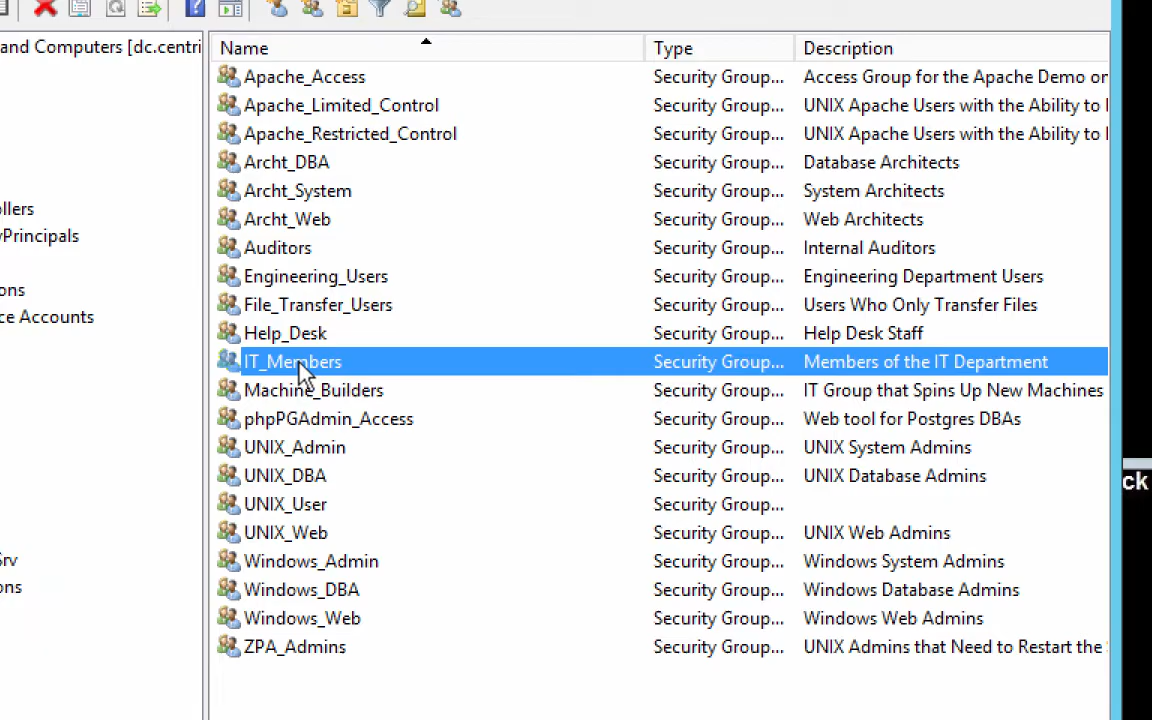 and Computers [dc.centri
llers
yPrincipals
ons
ce Accounts
Srv
ons
Name Type Description
Apache_Access Security Group... Access Group for the Apache Demo on
Apache_Limited_Control Security Group... UNIX Apache Users with the Ability to
Apache_Restricted_Control Security Group... UNIX Apache Users with the Ability to
Archt_DBA Security Group... Database Architects
Archt_System Security Group... System Architects
Archt_Web Security Group... Web Architects
Auditors Security Group... Internal Auditors
Engineering_Users Security Group... Engineering Department Users
File_Transfer_Users Security Group... Users Who Only Transfer Files
Help_Desk Security Group... Help Desk Staff
IT_Members Security Group... Members of the IT Department
Machine_Builders Security Group... IT Group that Spins Up New Machines
phpPGAdmin_Access Security Group... Web tool for Postgres DBAs
UNIX_Admin Security Group... UNIX System Admins
UNIX_DBA Security Group... UNIX Database Admins
UNIX_User Security Group...
UNIX_Web Security Group... UNIX Web Admins
Windows_Admin Security Group... Windows System Admins
Windows_DBA Security Group... Windows Database Admins
Windows_Web Security Group... Windows Web Admins
ZPA_Admins Security Group... UNIX Admins that Need to Restart the
ck